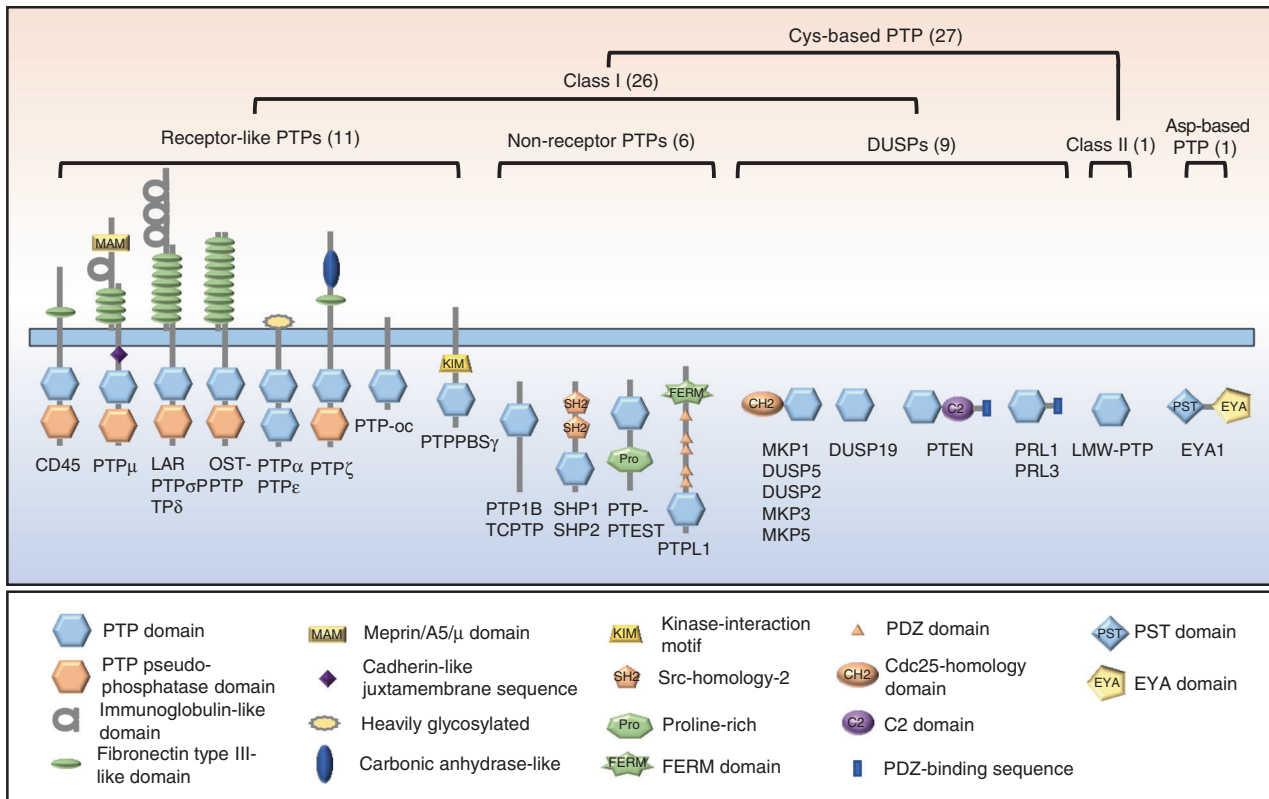 Cys-based PTP (27)
Class I (26)
Receptor-like PTPs (11)
Non-receptor PTPs (6)
DUSPs (9)
Class II (1)
Asp-based
PTP (1)
MAM
KIM
SH2
SH2
Pro
FERM
CH2
C2
PST
EYA
CD45
PTPμ
LAR
PTPσP
TPδ
OST-
PTP
PTPα
PTPε
PTPζ
PTP-oc
PTPPBSγ
PTP1B
TCPTP
SHP1
SHP2
PTP-
PTEST
PTPL1
MKP1
DUSP5
DUSP2
MKP3
MKP5
DUSP19
PTEN
PRL1
PRL3
LMW-PTP
EYA1
PTP domain
PTP pseudo-
phosphatase domain
Immunoglobulin-like
domain
Fibronectin type III-
like domain
MAM
Meprin/A5/μ domain
Cadherin-like
juxtamembrane sequence
Heavily glycosylated
Carbonic anhydrase-like
KIM
Kinase-interaction
motif
SH2
Src-homology-2
Pro
Proline-rich
FERM
FERM domain
PDZ domain
CH2
Cdc25-homology
domain
C2
C2 domain
PDZ-binding sequence
PST
PST domain
EYA
EYA domain